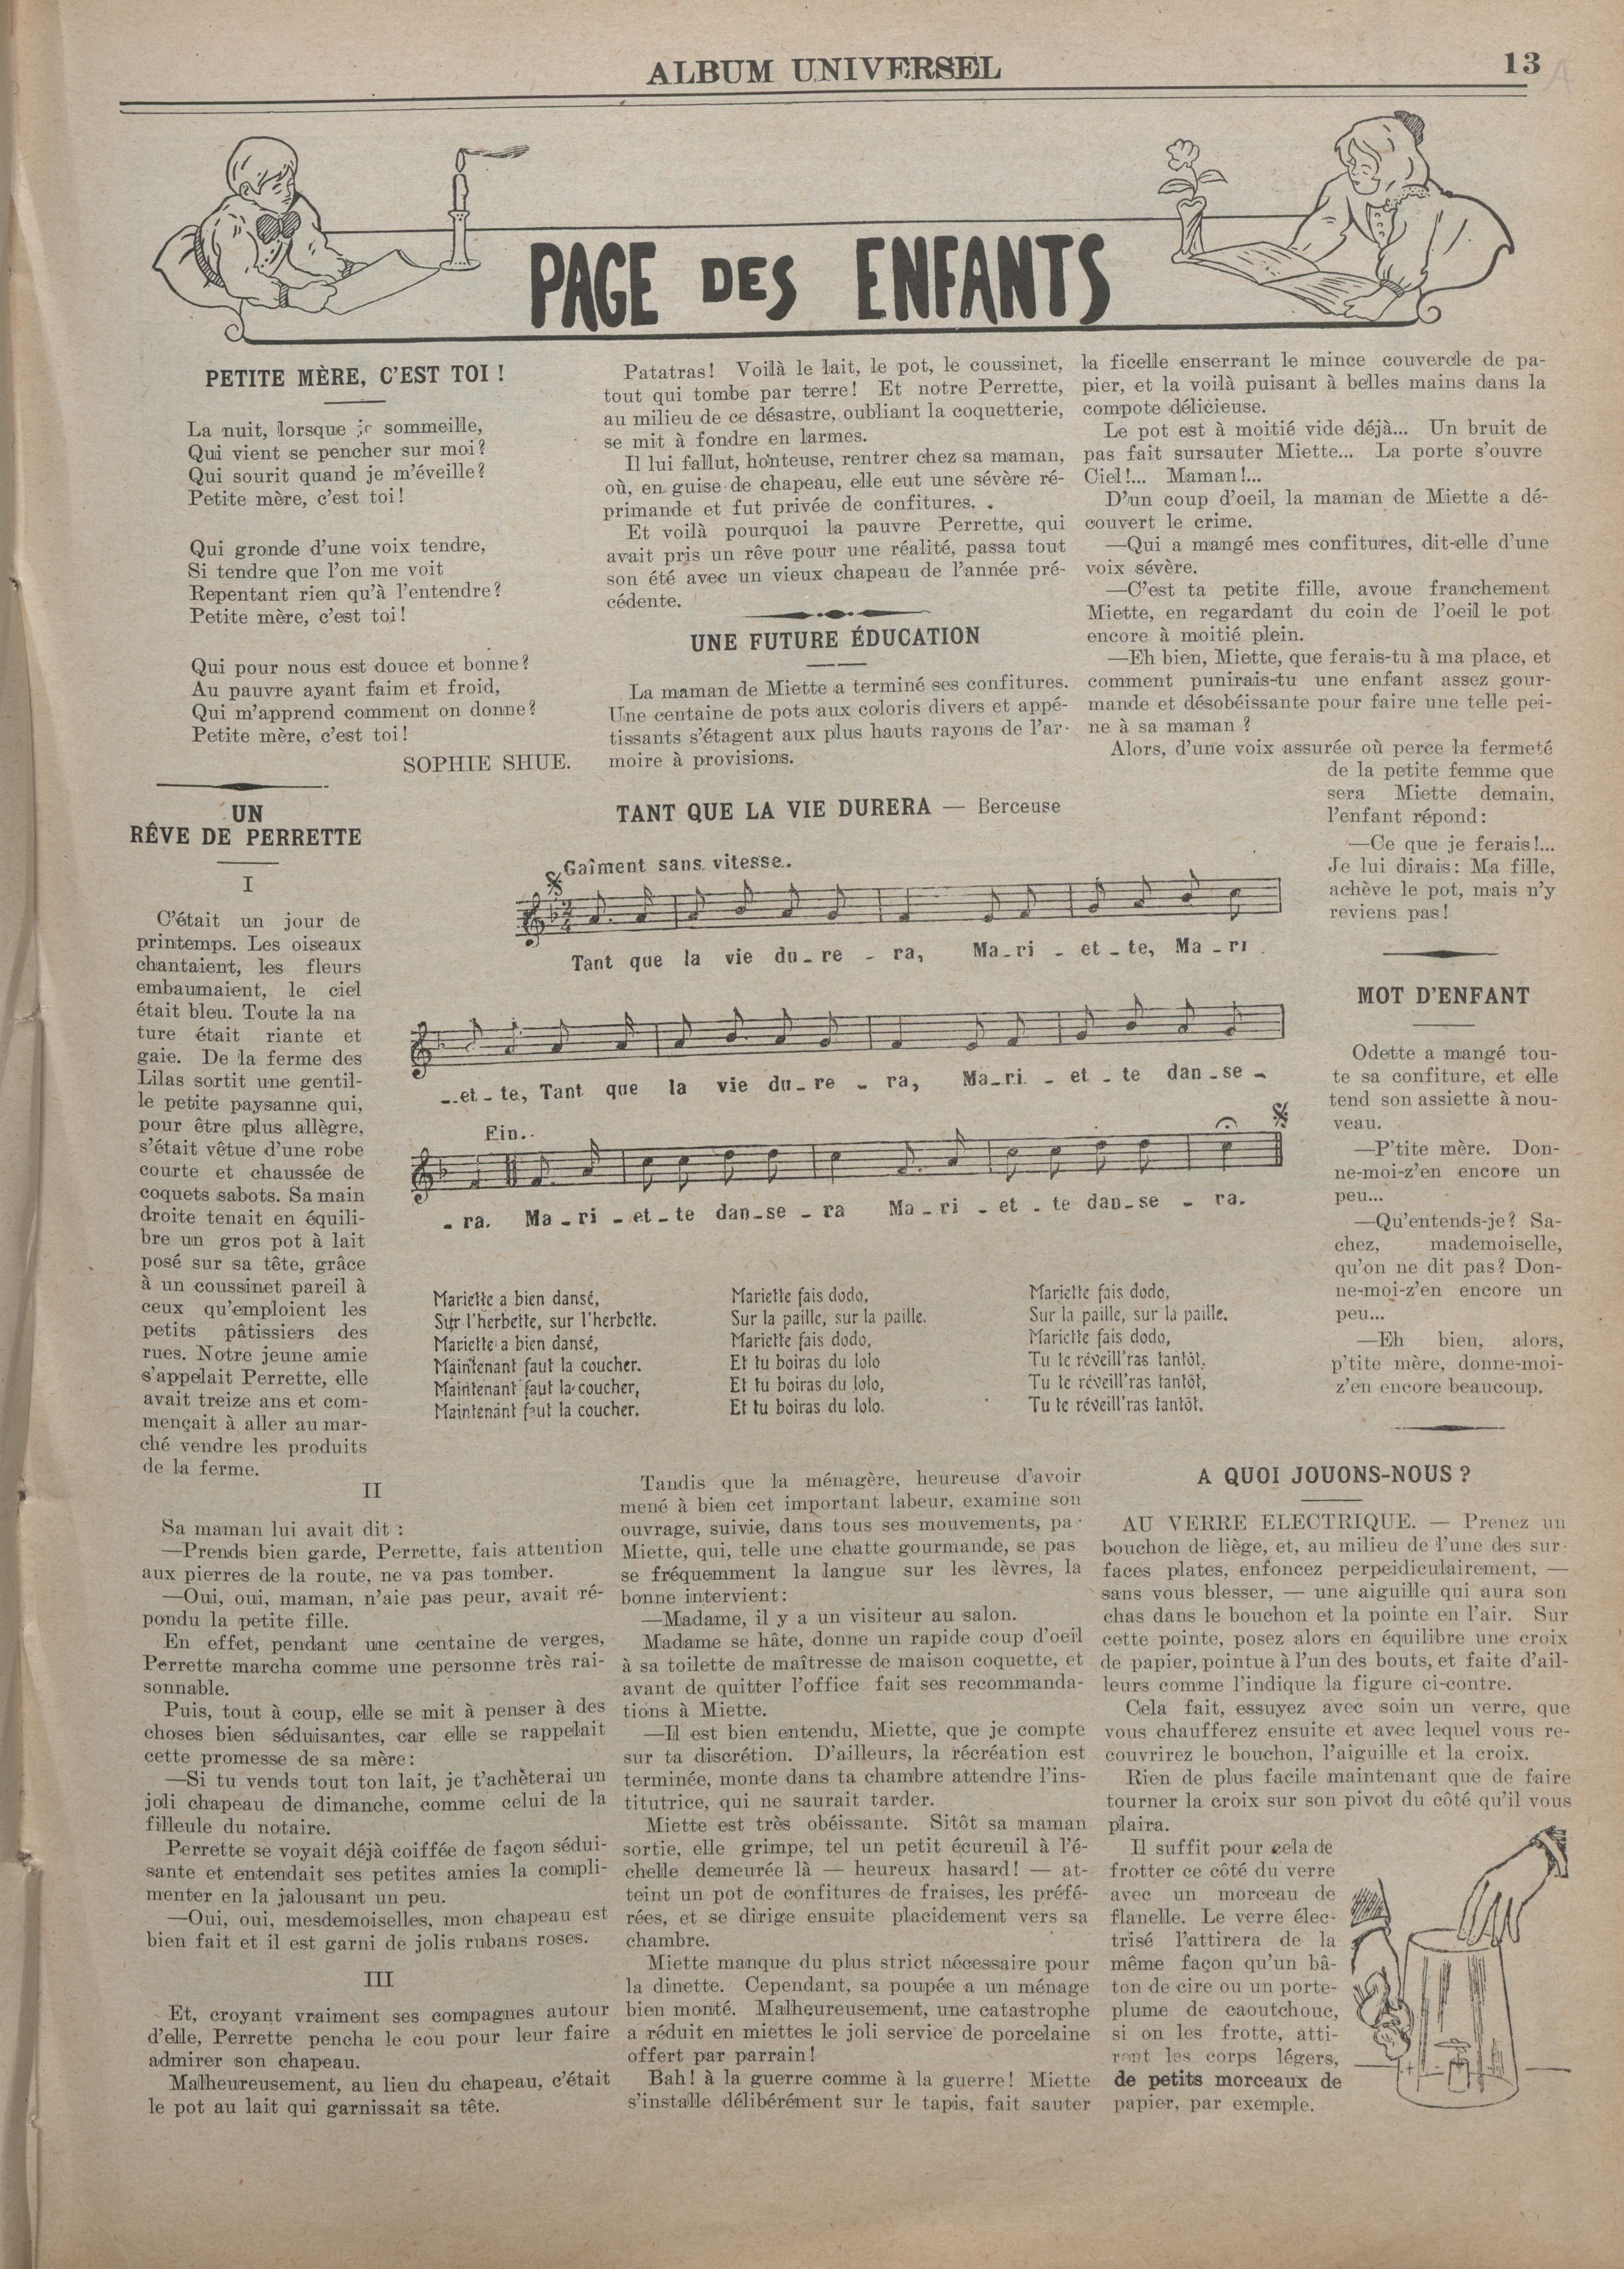 ALBUM UNIVERSEL
13
PAGE DES ENFANTS
PETITE MÈRE, C'EST TOI !
La nuit, lorsque je sommeille,
Qui vient se pencher sur moi?
Qui sourit quand je m'éveille?
Petite mère, c'est toi!
Qui gronde d'une voix tendre,
Si tendre que l'on me voit
Repentant rien qu'à l'entendre?
Petite mère, c'est toi!
Qui pour nous est douce et bonne?
Au pauvre ayant faim et froid,
Qui m'apprend comment on donne?
Petite mère, c'est toi!
SOPHIE SHUE.
UN
RÊVE DE PERRETTE
I
C'était un jour de
printemps. Les oiseaux
chantaient, les fleurs
embaumaient, le ciel
était bleu. Toute la na
ture était riante et
gaie. De la ferme des
Lilas sortit une gentil-
le petite paysanne qui,
pour être plus allègre,
s'était vêtue d'une robe
courte et chaussée de
coquets sabots. Sa main
droite tenait en équili-
bre un gros pot à lait
posé sur sa tête, grâce
à un coussinet pareil à
ceux qu'emploient les
petits pâtissiers des
rues. Notre jeune amie
s'appelait Perrette, elle
avait treize ans et com-
mençait à aller au mar-
ché vendre les produits
de la ferme.
II
Sa maman lui avait dit :
—Prends bien garde, Perrette, fais attention
aux pierres de la route, ne va pas tomber.
—Oui, oui, maman, n'aie pas peur, avait ré-
pondu la petite fille.
En effet, pendant une centaine de verges,
Perrette marcha comme une personne très rai-
sonnable.
Puis, tout à coup, elle se mit à penser à des
choses bien séduisantes, car elle se rappelait
cette promesse de sa mère:
—Si tu vends tout ton lait, je t'achèterai un
joli chapeau de dimanche, comme celui de la
filleule du notaire.
Perrette se voyait déjà coiffée de façon sédui-
sante et entendait ses petites amies la compli-
menter en la jalousant un peu.
—Oui, oui, mesdemoiselles, mon chapeau est
bien fait et il est garni de jolis rubans roses.
III
Et, croyant vraiment ses compagnes autour
d'elle, Perrette pencha le cou pour leur faire
admirer son chapeau.
Malheureusement, au lieu du chapeau, c'était
le pot au lait qui garnissait sa tête.
Patatras! Voilà le lait, le pot, le coussinet,
tout qui tombe par terre! Et notre Perrette,
au milieu de ce désastre, oubliant la coquetterie,
se mit à fondre en larmes.
Il lui fallut, honteuse, rentrer chez sa maman,
où, en guise de chapeau, elle eut une sévère ré-
primande et fut privée de confitures.
Et voilà pourquoi la pauvre Perrette, qui
avait pris un rêve pour une réalité, passa tout
son été avec un vieux chapeau de l'année pré-
cédente.
UNE FUTURE ÉDUCATION
La maman de Miette a terminé ses confitures.
Une centaine de pots aux coloris divers et appé-
tissants s'étagent aux plus hauts rayons de l'ar-
moire à provisions.
TANT QUE LA VIE DURERA — Berceuse
Gaîment sans vitesse.
Tant que la vie du - re - ra, Ma - ri - et - te, Ma - ri
- et - te, Tant que la vie du - re - ra, Ma - ri - et - te dan - se -
Fin.
- ra. Ma - ri - et - te dan - se - ra Ma - ri - et - te dan - se - ra.
Mariette a bien dansé,
Sur l'herbette, sur l'herbette.
Mariette a bien dansé,
Maintenant faut la coucher.
Maintenant faut la coucher,
Maintenant faut la coucher.
Mariette fais dodo,
Sur la paille, sur la paille.
Mariette fais dodo,
Et tu boiras du lolo
Et tu boiras du lolo,
Et tu boiras du lolo.
Mariette fais dodo,
Sur la paille, sur la paille.
Mariette fais dodo,
Tu te réveill'ras tantôt.
Tu te réveill'ras tantôt,
Tu te réveill'ras tantôt.
Tandis que la ménagère, heureuse d'avoir
mené à bien cet important labeur, examine son
ouvrage, suivie, dans tous ses mouvements, pa
Miette, qui, telle une chatte gourmande, se pas
se fréquemment la langue sur les lèvres, la
bonne intervient:
—Madame, il y a un visiteur au salon.
Madame se hâte, donne un rapide coup d'oeil
à sa toilette de maîtresse de maison coquette, et
avant de quitter l'office fait ses recommanda-
tions à Miette.
—Il est bien entendu, Miette, que je compte
sur ta discrétion. D'ailleurs, la récréation est
terminée, monte dans ta chambre attendre l'ins-
titutrice, qui ne saurait tarder.
Miette est très obéissante. Sitôt sa maman
sortie, elle grimpe, tel un petit écureuil à l'é-
chelle demeurée là — heureux hasard! — at-
teint un pot de confitures de fraises, les préfé-
rées, et se dirige ensuite placidement vers sa
chambre.
Miette manque du plus strict nécessaire pour
la dinette. Cependant, sa poupée a un ménage
bien monté. Malheureusement, une catastrophe
a réduit en miettes le joli service de porcelaine
offert par parrain!
Bah! à la guerre comme à la guerre! Miette
s'installe délibérément sur le tapis, fait sauter
la ficelle enserrant le mince couvercle de pa-
pier, et la voilà puisant à belles mains dans la
compote délicieuse.
Le pot est à moitié vide déjà... Un bruit de
pas fait sursauter Miette... La porte s'ouvre
Ciel!... Maman!...
D'un coup d'oeil, la maman de Miette a dé-
couvert le crime.
—Qui a mangé mes confitures, dit-elle d'une
voix sévère.
—C'est ta petite fille, avoue franchement
Miette, en regardant du coin de l'oeil le pot
encore à moitié plein.
—Eh bien, Miette, que ferais-tu à ma place, et
comment punirais-tu une enfant assez gour-
mande et désobéissante pour faire une telle pei-
ne à sa maman ?
Alors, d'une voix assurée où perce la fermeté
de la petite femme que
sera Miette demain,
l'enfant répond:
—Ce que je ferais!...
Je lui dirais: Ma fille,
achève le pot, mais n'y
reviens pas!
MOT D'ENFANT
Odette a mangé tou-
te sa confiture, et elle
tend son assiette à nou-
veau.
—P'tite mère. Don-
ne-moi-z'en encore un
peu...
—Qu'entends-je? Sa-
chez, mademoiselle,
qu'on ne dit pas? Don-
ne-moi-z'en encore un
peu...
—Eh bien, alors,
p'tite mère, donne-moi-
z'en encore beaucoup.
A QUOI JOUONS-NOUS ?
AU VERRE ELECTRIQUE. — Prenez un
bouchon de liège, et, au milieu de l'une des sur-
faces plates, enfoncez perpeidiculairement, —
sans vous blesser, — une aiguille qui aura son
chas dans le bouchon et la pointe en l'air. Sur
cette pointe, posez alors en équilibre une croix
de papier, pointue à l'un des bouts, et faite d'ail-
leurs comme l'indique la figure ci-contre.
Cela fait, essuyez avec soin un verre, que
vous chaufferez ensuite et avec lequel vous re-
couvrirez le bouchon, l'aiguille et la croix.
Rien de plus facile maintenant que de faire
tourner la croix sur son pivot du côté qu'il vous
plaira.
Il suffit pour cela de
frotter ce côté du verre
avec un morceau de
flanelle. Le verre élec-
trisé l'attirera de la
même façon qu'un bâ-
ton de cire ou un porte-
plume de caoutchouc,
si on les frotte, atti-
rent les corps légers,
de petits morceaux de
papier, par exemple.